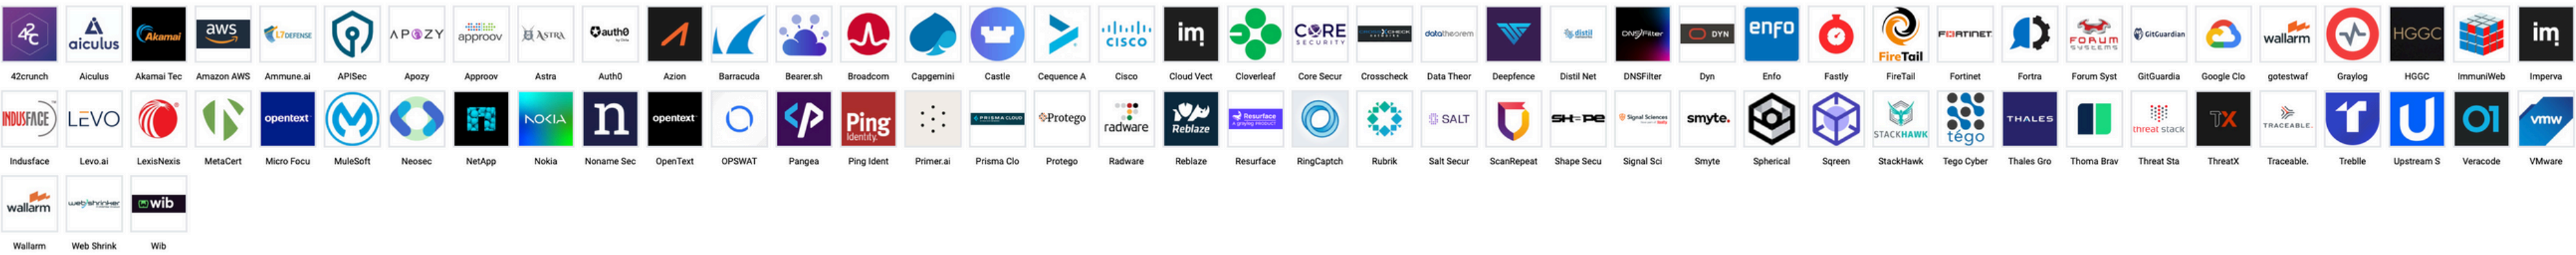 42crunch Aiculus Akamai Tec Amazon AWS Ammune.ai APISec Apozy Approov Astra Auth0 Azion Barracuda Bearer.sh Broadcom Capgemini Castle Cequence A Cisco Cloud Vect Cloverleaf Core Secur Crosscheck Data Theor Deepfence Distil Net DNSFilter Dyn Enfo Fastly FireTail Fortinet Fortra Forum Syst GitGuardia Google Clo gotestwaf Graylog HGGC ImmuniWeb Imperva
Indusface Levo.ai LexisNexis MetaCert Micro Focu MuleSoft Neosec NetApp Nokia Noname Sec OpenText OPSWAT Pangea Ping Ident Primer.ai Prisma Clo Protego Radware Reblaze Resurface RingCaptch Rubrik Salt Secur ScanRepeat Shape Secu Signal Sci Smyte Spherical Sqreen StackHawk Tego Cyber Thales Gro Thoma Brav Threat Sta ThreatX Traceable. Treblle Upstream S Veracode VMware
Wallarm Web Shrink Wib